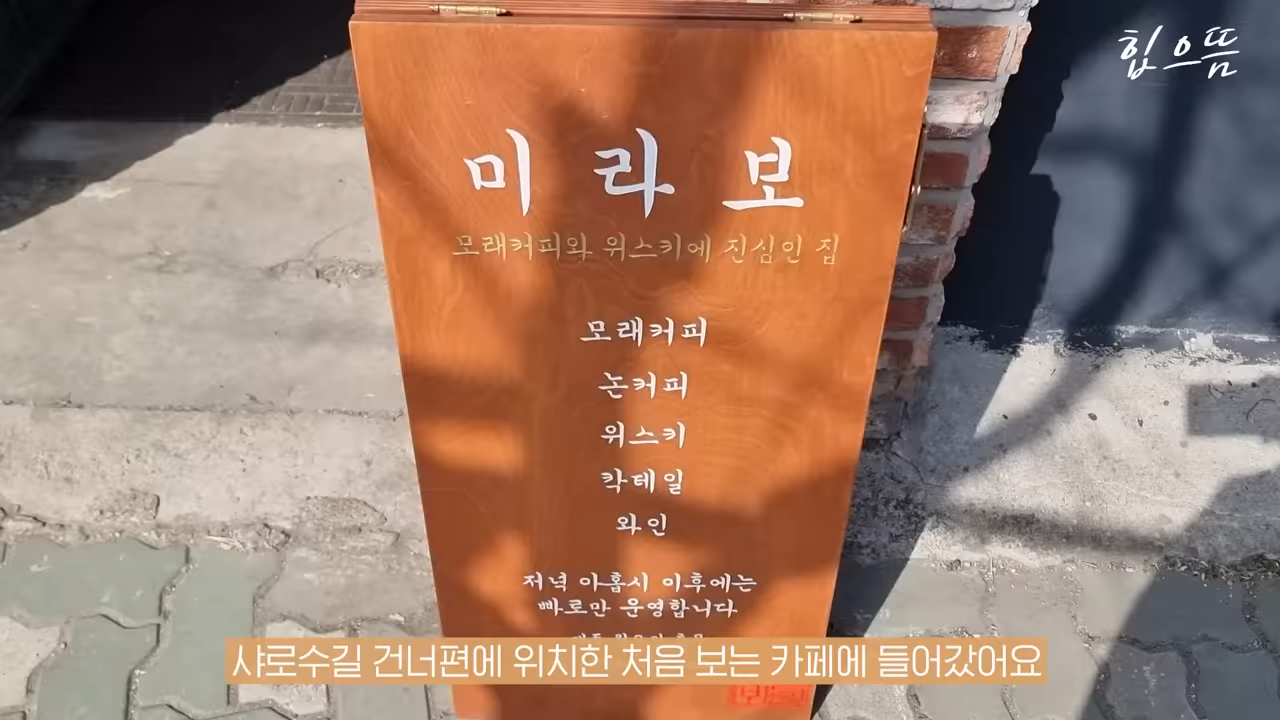 힙으뜸
미라보
모래커피와 위스키에 진심인 집
모래커피
논커피
위스키
칵테일
와인
저녁 아홉시 이후에는
빠로만 운영합니다
샤로수길 건너편에 위치한 처음 보는 카페에 들어갔어요